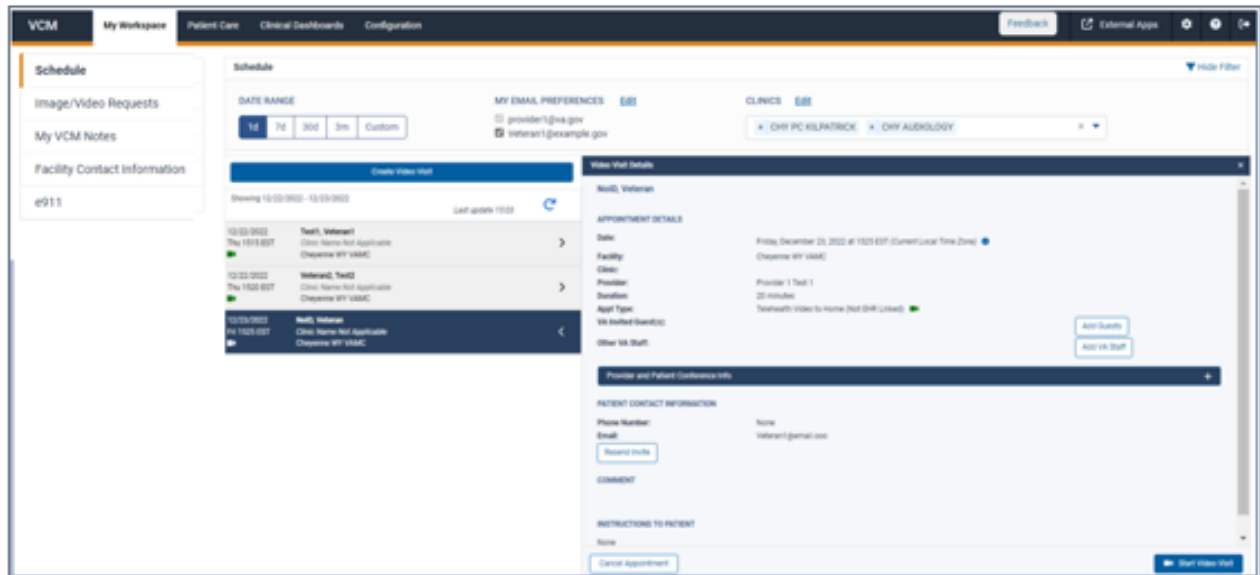 VCM My Workspace Patient Care Clinical Dashboards Configuration Feedback External Apps
Schedule
Image/Video Requests
My VCM Notes
Facility Contact Information
e911
Schedule Hide Filter
DATE RANGE MY EMAIL PREFERENCES Edit CLINICS Edit
1d 7d 30d 3m Custom
provider1@va.gov
Veteran1@example.gov
× CHY PC KILPATRICK × CHY AUDIOLOGY ×
Create Video Visit
Showing 12/22/2022 - 12/23/2022
Last update 15:03
12/22/2022 Test1, Veteran1
Thu 1515 EST Clinic Name Not Applicable
Cheyenne WY VAMC
12/22/2022 Veteran2, Test2
Thu 1520 EST Clinic Name Not Applicable
Cheyenne WY VAMC
12/23/2022 NoID, Veteran
Fri 1525 EST Clinic Name Not Applicable
Cheyenne WY VAMC
Video Visit Details ×
NoID, Veteran
APPOINTMENT DETAILS
Date: Friday, December 23, 2022 at 1525 EST (Current Local Time Zone)
Facility: Cheyenne WY VAMC
Clinic:
Provider: Provider 1 Test 1
Duration: 20 minutes
Appt Type: Telehealth Video to Home (Not EHR Linked)
VA Invited Guest(s): Add Guests
Other VA Staff: Add VA Staff
Provider and Patient Conference Info +
PATIENT CONTACT INFORMATION
Phone Number: None
Email:
Resend Invite
COMMENT
INSTRUCTIONS TO PATIENT
None
Cancel Appointment Start Video Visit